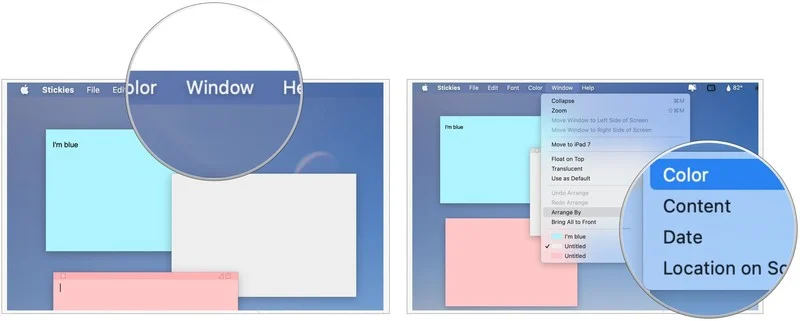 olor Window He
Stickies File Edi
I'm blue
Stickies File Edit Font Color Window Help 82°
I'm blue
Collapse ⌘M
Zoom ⇧⌘M
Move Window to Left Side of Screen
Move Window to Right Side of Screen
Move to iPad 7
Float on Top
Translucent
Use as Default
Undo Arrange
Redo Arrange
Arrange By
Bring All to Front
I'm blue
✓ Untitled
Untitled
Color
Content
Date
Location on Sc